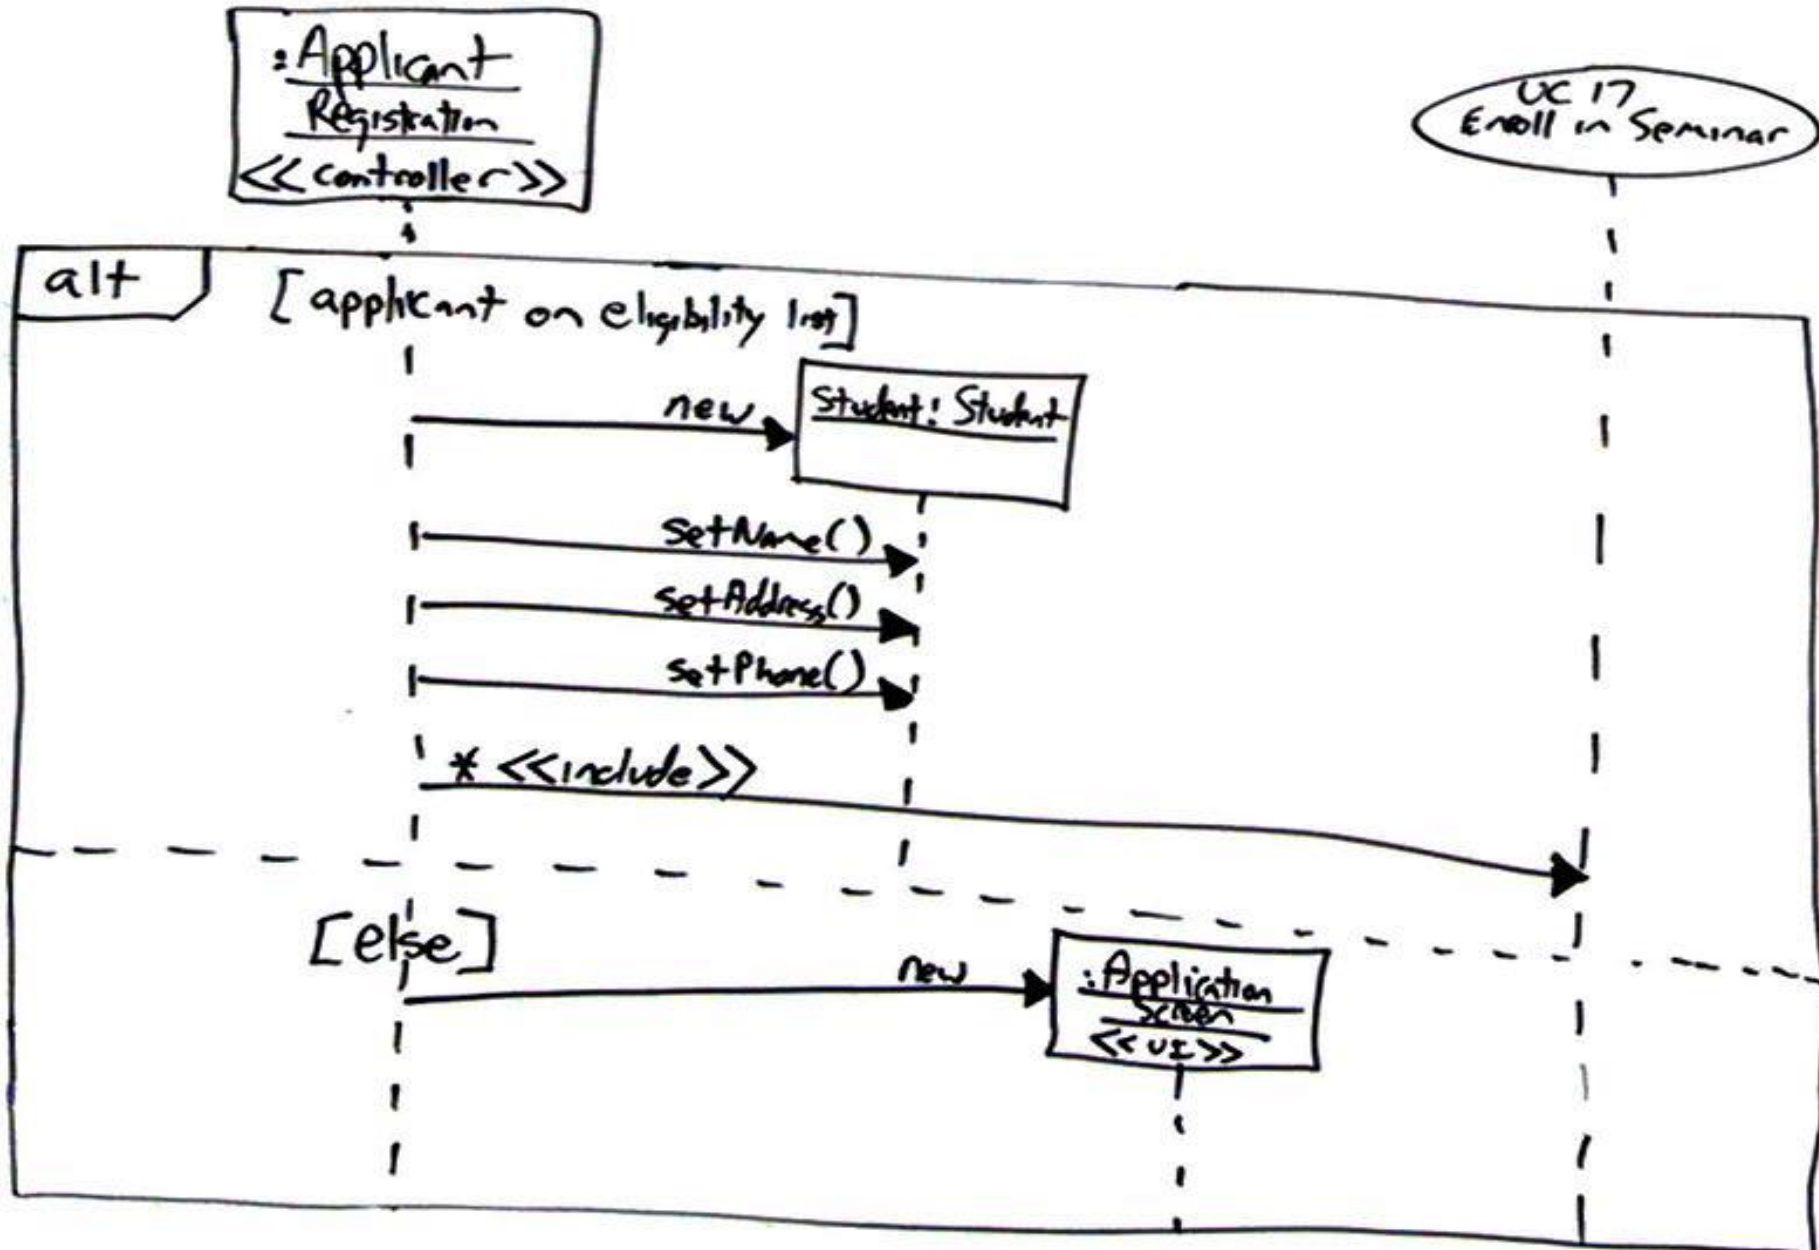 :Applicant
Registration
<<controller>>
UC 17
Enroll in Seminar
alt
[applicant on eligibility list]
new
Student: Student
setName()
setAddress()
setPhone()
* <<include>>
[else]
new
:Application
Screen
<<UI>>